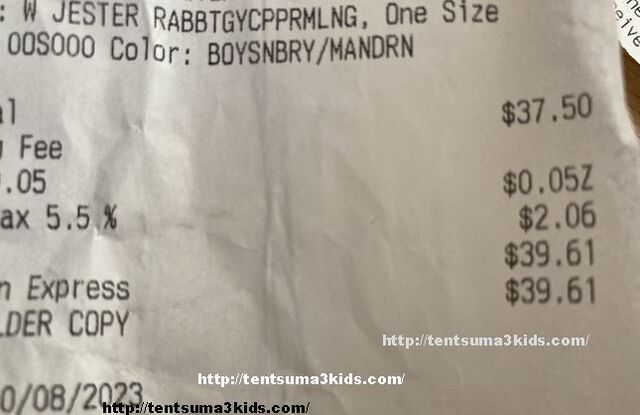 : W JESTER RABBTGYCPPRMLNG, One Size
00S000 Color: BOYSNBRY/MANDRN
al $37.50
g Fee
0.05 $0.05Z
ax 5.5 % $2.06
$39.61
n Express $39.61
LDER COPY
http://tentsuma3kids.com/
http://tentsuma3kids.com/
0/08/2023
http://tentsuma3kids.com/